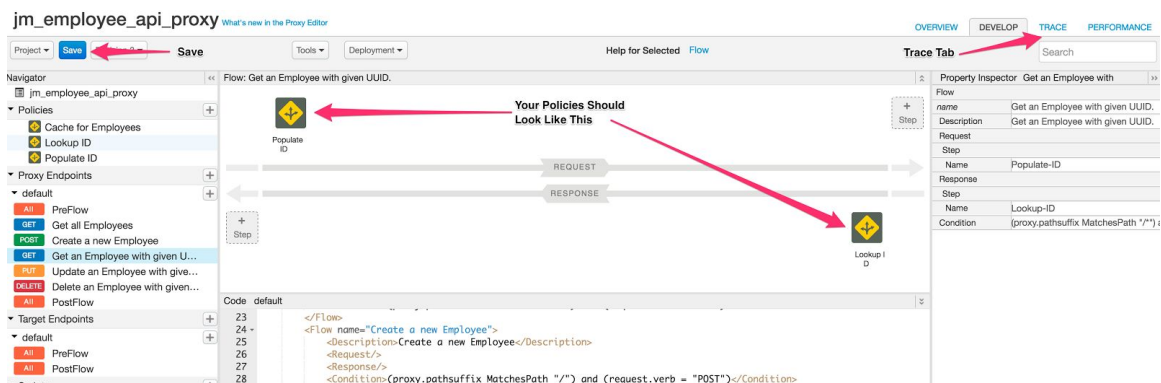 jm_employee_api_proxy What's new in the Proxy Editor
OVERVIEW DEVELOP TRACE PERFORMANCE
Project Save Save Tools Deployment Help for Selected Flow Trace Tab Search
Navigator
jm_employee_api_proxy
Policies
Cache for Employees
Lookup ID
Populate ID
Proxy Endpoints
default
All PreFlow
GET Get all Employees
POST Create a new Employee
GET Get an Employee with given U...
PUT Update an Employee with give...
DELETE Delete an Employee with given...
All PostFlow
Target Endpoints
default
All PreFlow
All PostFlow
Flow: Get an Employee with given UUID.
Populate
ID
Your Policies Should
Look Like This
+
Step
REQUEST
RESPONSE
+
Step
Lookup I
D
Code default
23 </Flow>
24 <Flow name="Create a new Employee">
25 <Description>Create a new Employee</Description>
26 <Request/>
27 <Response/>
28 <Condition>(proxy.pathsuffix MatchesPath "/") and (request.verb = "POST")</Condition>
Property Inspector Get an Employee with
Flow
name Get an Employee with given UUID.
Description Get an Employee with given UUID.
Request
Step
Name Populate-ID
Response
Step
Name Lookup-ID
Condition (proxy.pathsuffix MatchesPath "/*")